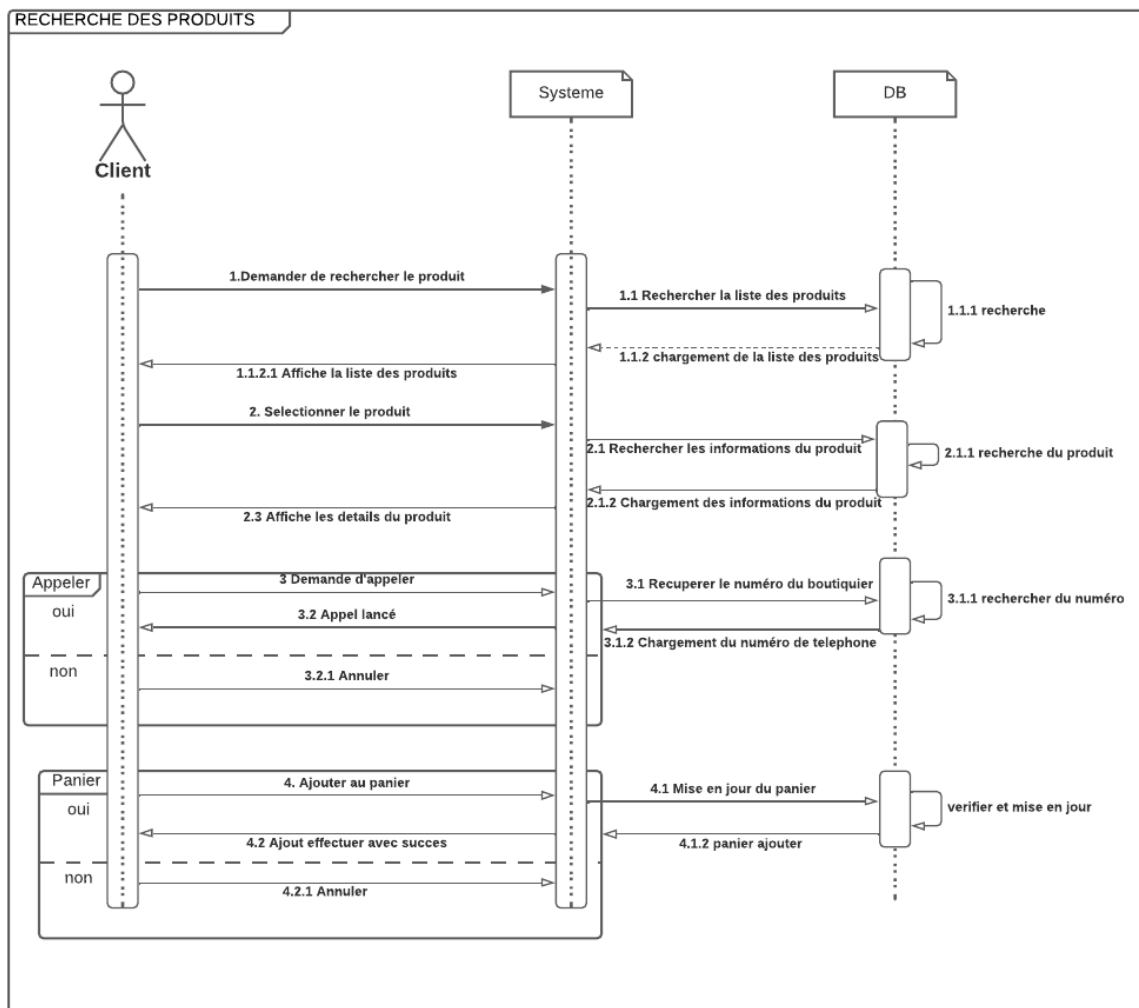 RECHERCHE DES PRODUITS
Client
Systeme
DB
1.Demander de rechercher le produit
1.1 Rechercher la liste des produits
1.1.1 recherche
1.1.2 chargement de la liste des produits
1.1.2.1 Affiche la liste des produits
2. Selectionner le produit
2.1 Rechercher les informations du produit
2.1.1 recherche du produit
2.1.2 Chargement des informations du produit
2.3 Affiche les details du produit
Appeler
oui
3 Demande d'appeler
3.1 Recuperer le numéro du boutiquier
3.1.1 rechercher du numéro
3.2 Appel lancé
3.1.2 Chargement du numéro de telephone
non
3.2.1 Annuler
Panier
oui
4. Ajouter au panier
4.1 Mise en jour du panier
verifier et mise en jour
4.2 Ajout effectuer avec succes
4.1.2 panier ajouter
non
4.2.1 Annuler